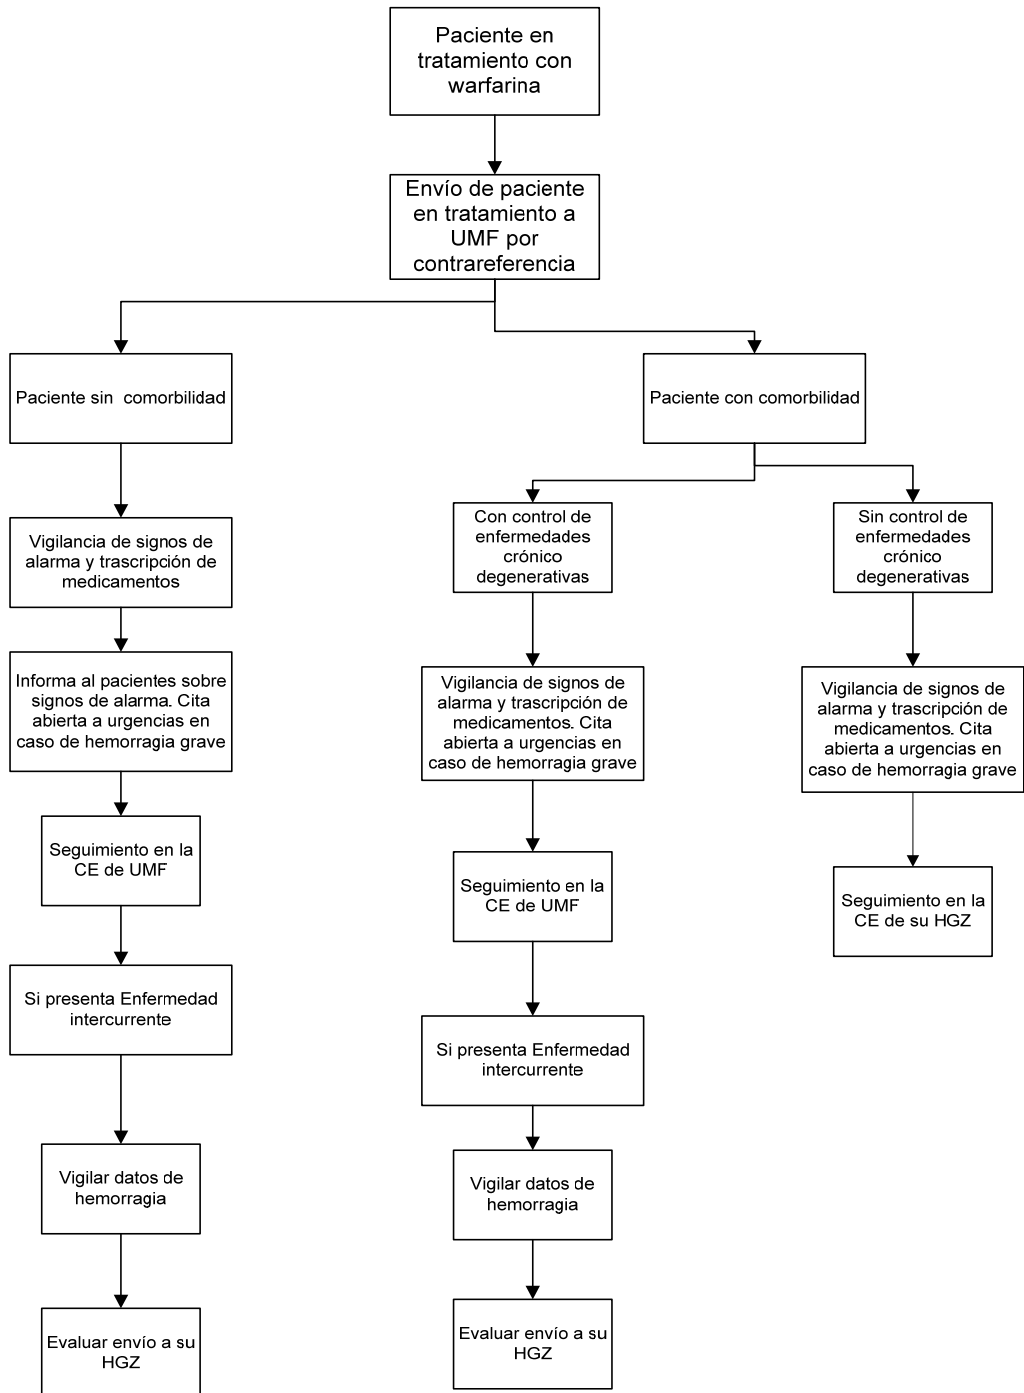 Paciente en
tratamiento con
warfarina
Envío de paciente
en tratamiento a
UMF por
contrareferencia
Paciente sin comorbilidad
Paciente con comorbilidad
Con control de
enfermedades
crónico
degenerativas
Sin control de
enfermedades
crónico
degenerativas
Vigilancia de signos de
alarma y trascripción de
medicamentos
Informa al pacientes sobre
signos de alarma. Cita
abierta a urgencias en
caso de hemorragia grave
Vigilancia de signos de
alarma y trascripción de
medicamentos. Cita
abierta a urgencias en
caso de hemorragia grave
Vigilancia de signos de
alarma y trascripción de
medicamentos. Cita
abierta a urgencias en
caso de hemorragia grave
Seguimiento en la
CE de UMF
Seguimiento en la
CE de UMF
Seguimiento en la
CE de su HGZ
Si presenta Enfermedad
intercurrente
Si presenta Enfermedad
intercurrente
Vigilar datos de
hemorragia
Vigilar datos de
hemorragia
Evaluar envío a su
HGZ
Evaluar envío a su
HGZ